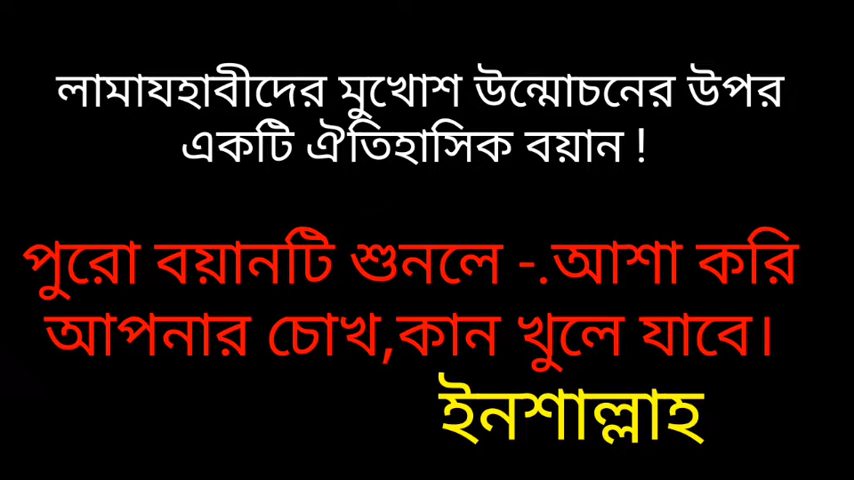 লামাযহাবীদের মুখোশ উন্মোচনের উপর
একটি ঐতিহাসিক বয়ান !
পুরো বয়ানটি শুনলে -.আশা করি
আপনার চোখ,কান খুলে যাবে।
ইনশাল্লাহ